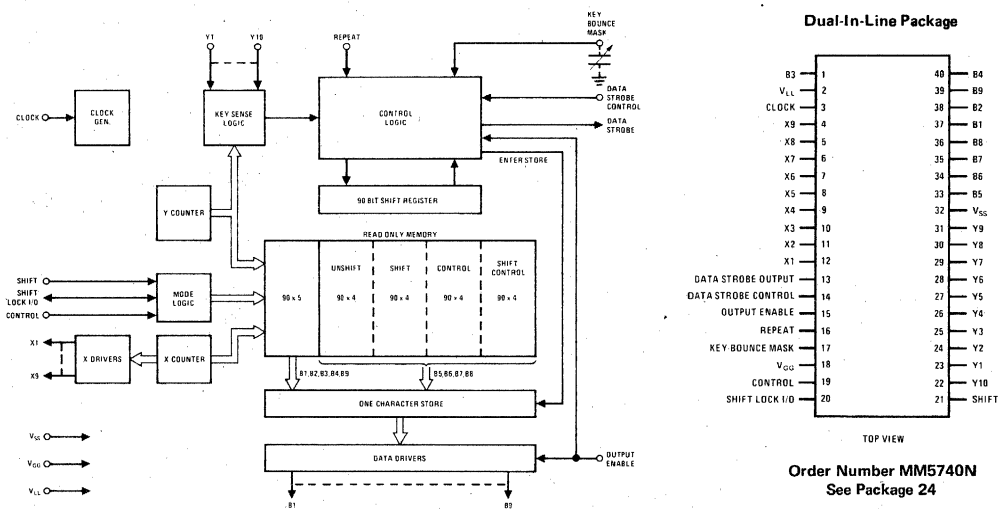 Y1
Y10
REPEAT
KEY
BOUNCE
MASK
CLOCK
CLOCK
GEN.
KEY SENSE
LOGIC
CONTROL
LOGIC
DATA
STROBE
CONTROL
DATA
STROBE
ENTER STORE
90 BIT SHIFT REGISTER
Y COUNTER
READ ONLY MEMORY
UNSHIFT
SHIFT
CONTROL
SHIFT
CONTROL
90 x 5
90 x 4
90 x 4
90 x 4
90 x 4
SHIFT
SHIFT
LOCK I/O
CONTROL
MODE
LOGIC
X1
X9
X DRIVERS
X COUNTER
B1,B2,B3,B4,B9
B5,B6,B7,B8
ONE CHARACTER STORE
DATA DRIVERS
OUTPUT
ENABLE
VSS
VGG
VLL
B1
B9
Dual-In-Line Package
B3 1
VLL 2
CLOCK 3
X9 4
X8 5
X7 6
X6 7
X5 8
X4 9
X3 10
X2 11
X1 12
DATA STROBE OUTPUT 13
DATA STROBE CONTROL 14
OUTPUT ENABLE 15
REPEAT 16
KEY BOUNCE MASK 17
VGG 18
CONTROL 19
SHIFT LOCK I/O 20
40 B4
39 B9
38 B2
37 B1
36 B8
35 B7
34 B6
33 B5
32 VSS
31 Y9
30 Y8
29 Y7
28 Y6
27 Y5
26 Y4
25 Y3
24 Y2
23 Y1
22 Y10
21 SHIFT
TOP VIEW
Order Number MM5740N
See Package 24